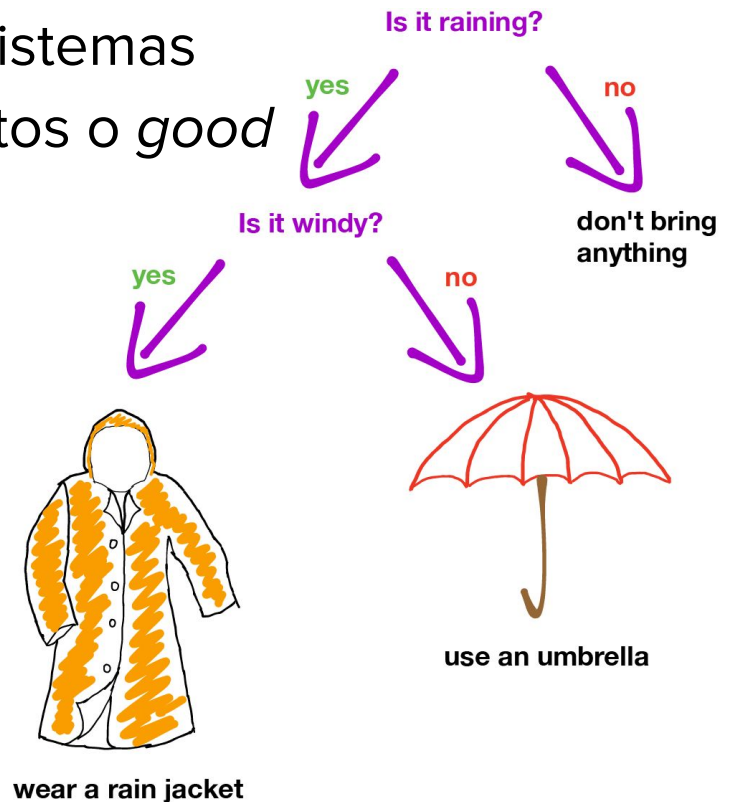 Is it raining?
istemas
yes
no
tos o good
Is it windy?
don't bring
anything
yes
no
use an umbrella
wear a rain jacket